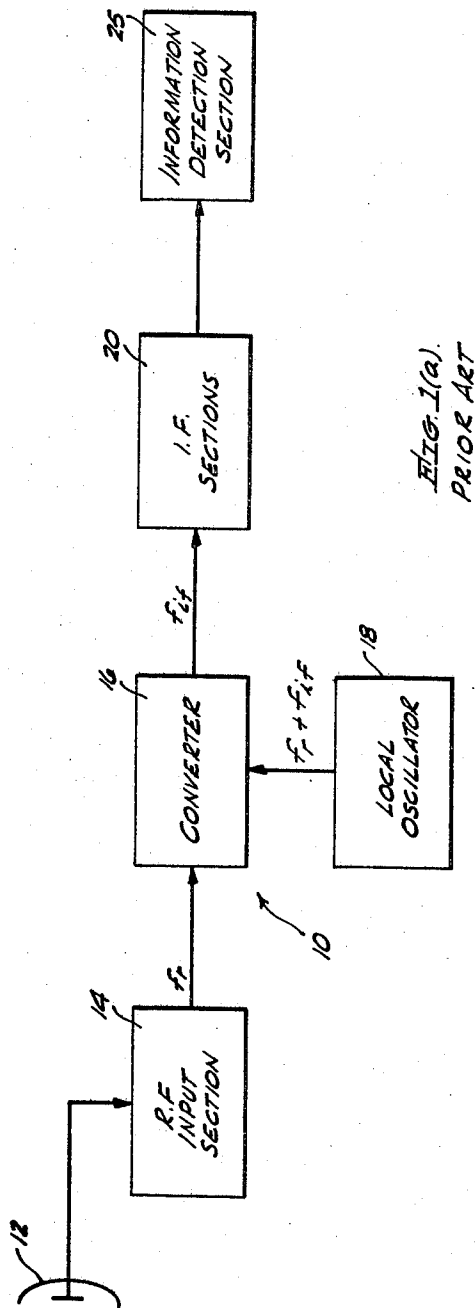 12
14
R.F
INPUT
SECTION
fr
10
16
CONVERTER
fr + fif
18
LOCAL
OSCILLATOR
fif
20
I.F.
SECTIONS
25
INFORMATION
DETECTION
SECTION
FIG. 1(a).
PRIOR ART